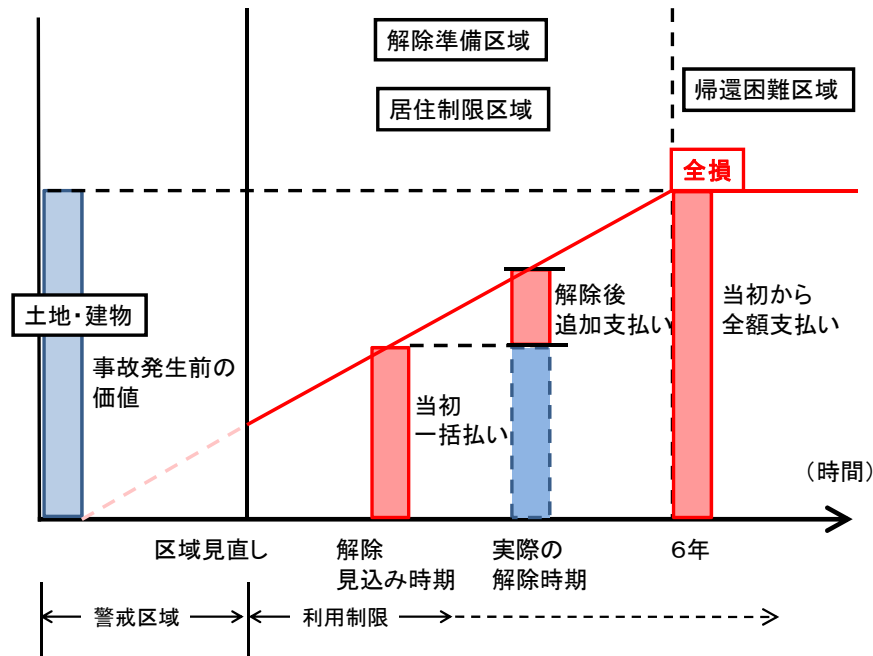 解除準備区域
居住制限区域
帰還困難区域
全損
土地・建物
事故発生前の
価値
当初
一括払い
解除後
追加支払い
当初から
全額支払い
(時間)
区域見直し
解除
見込み時期
実際の
解除時期
6年
警戒区域
利用制限